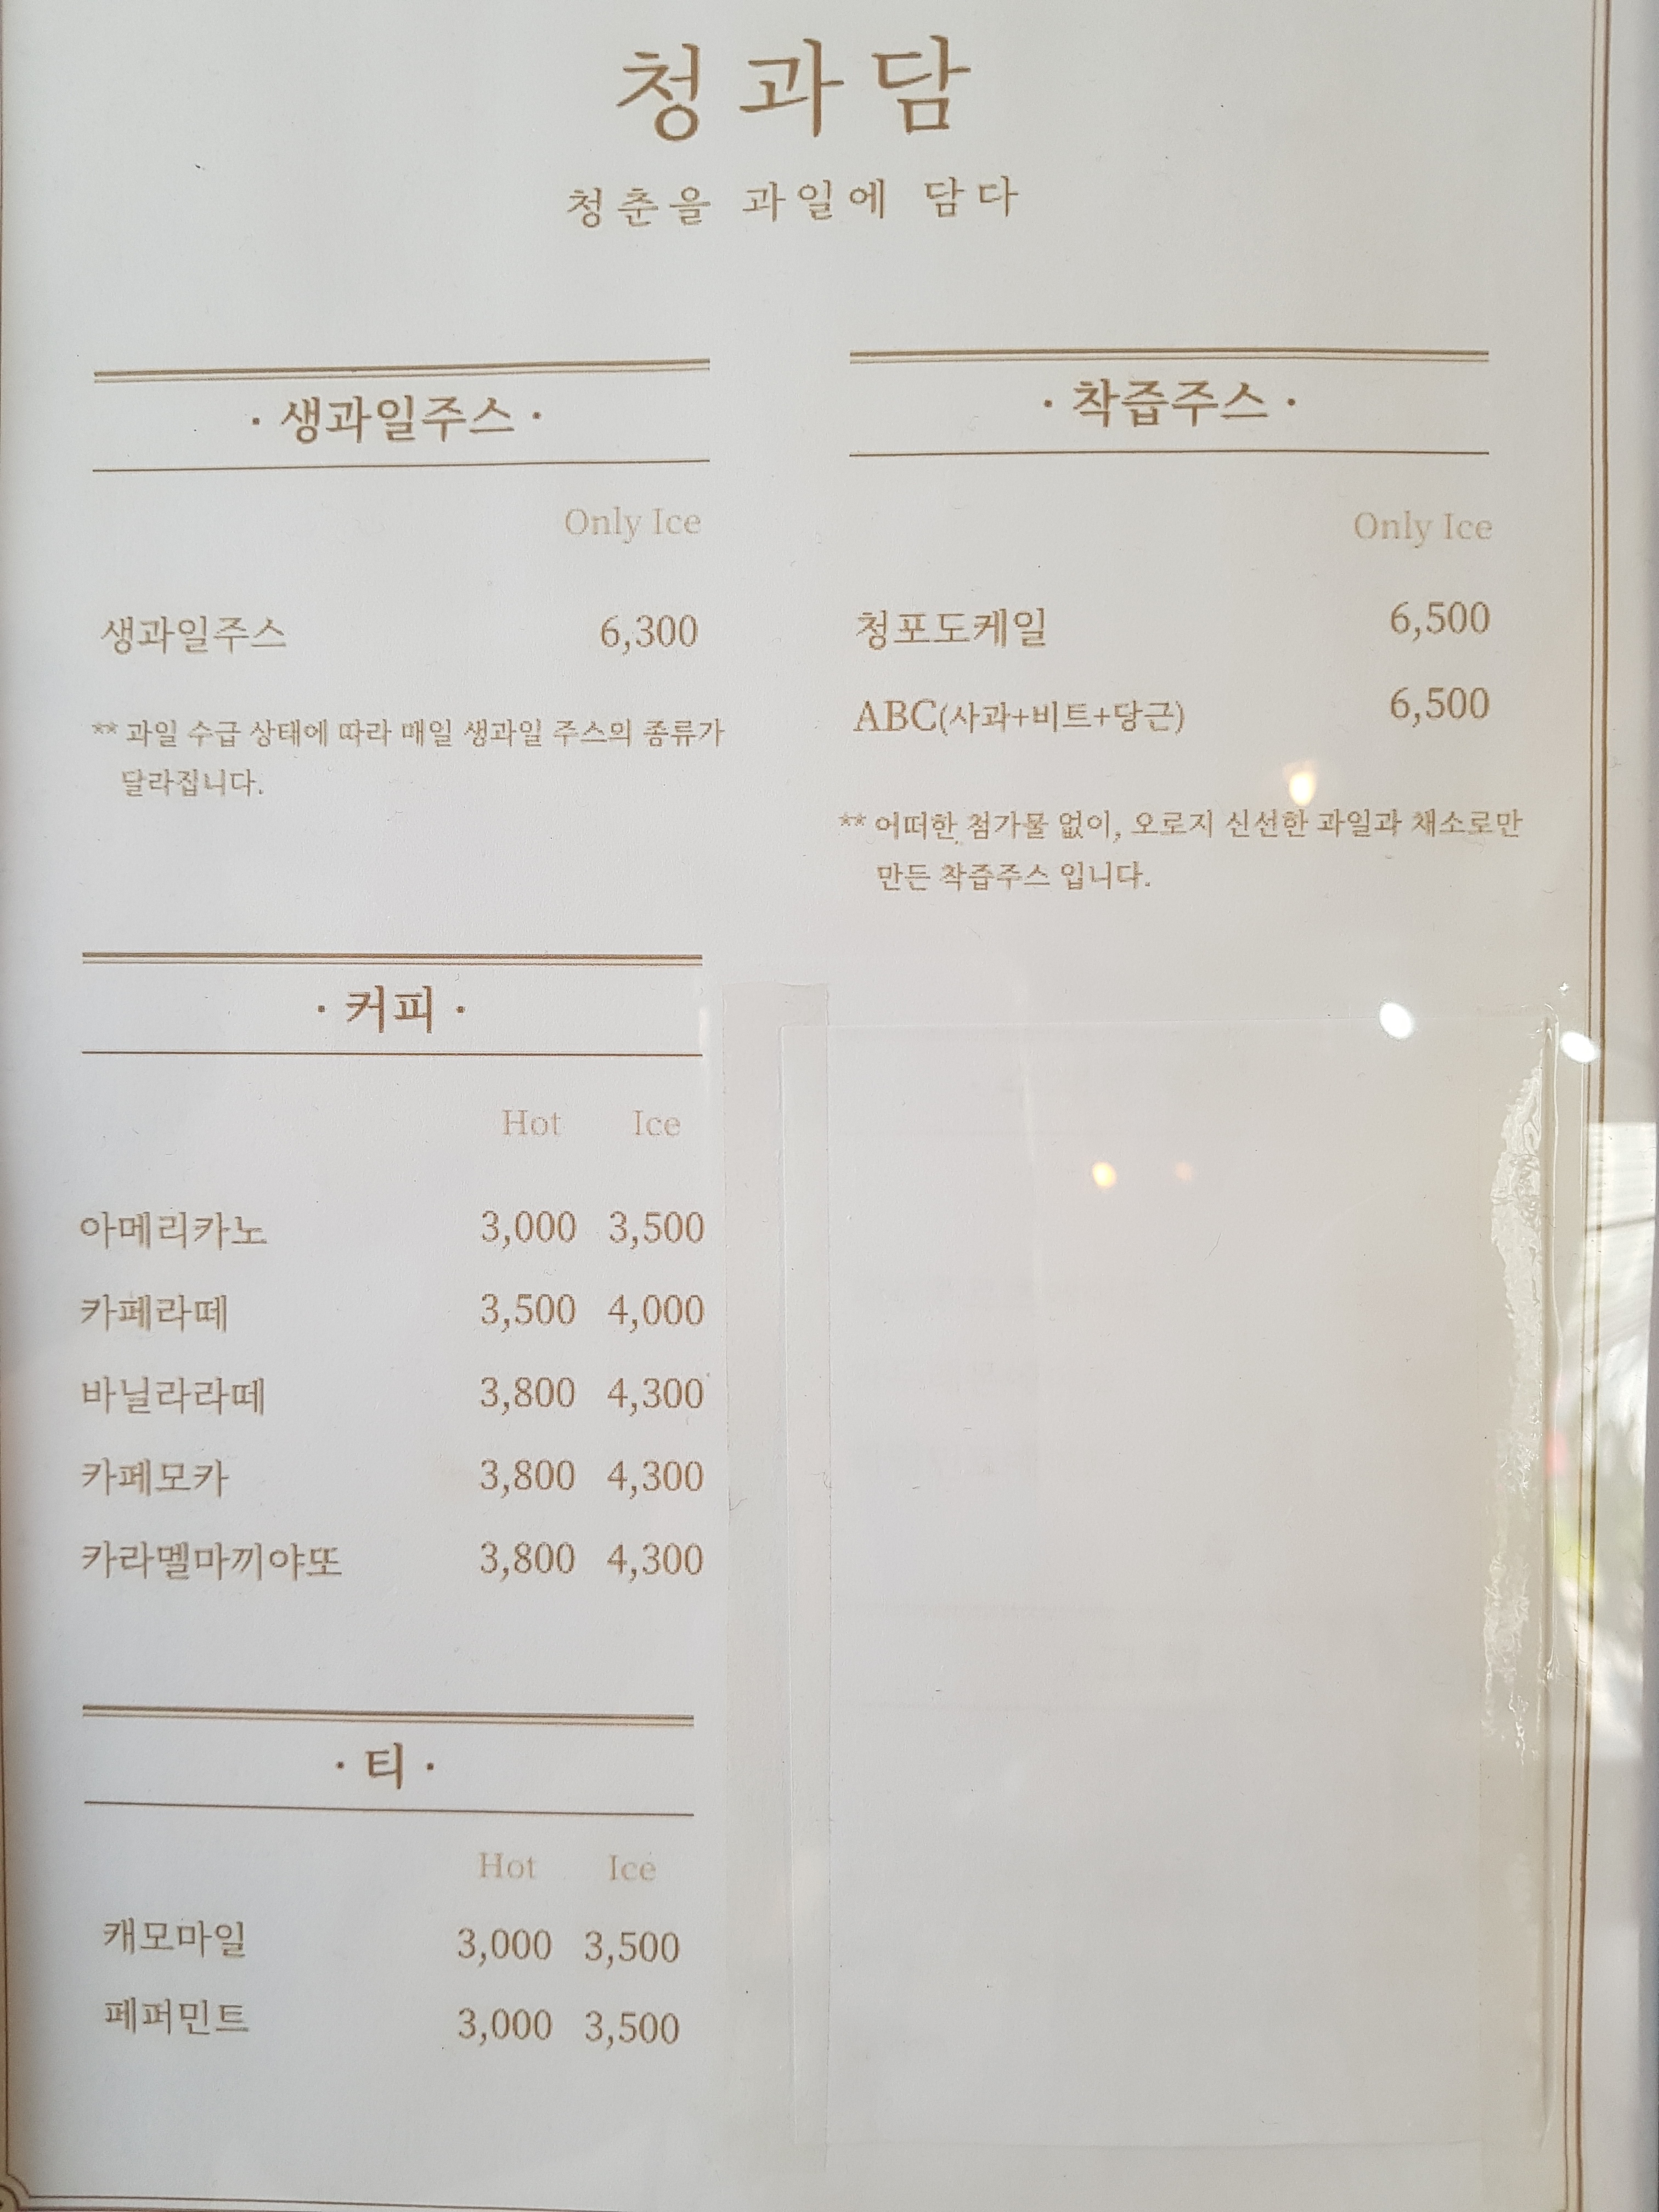 청과담
청춘을 과일에 담다
· 생과일주스 ·
Only Ice
생과일주스 6,300
** 과일 수급 상태에 따라 매일 생과일 주스의 종류가
달라집니다.
· 착즙주스 ·
Only Ice
청포도케일 6,500
ABC(사과+비트+당근) 6,500
** 어떠한 첨가물 없이, 오로지 신선한 과일과 채소로만
만든 착즙주스 입니다.
· 커피 ·
Hot Ice
아메리카노 3,000 3,500
카페라떼 3,500 4,000
바닐라라떼 3,800 4,300
카페모카 3,800 4,300
카라멜마끼야또 3,800 4,300
· 티 ·
Hot Ice
캐모마일 3,000 3,500
페퍼민트 3,000 3,500